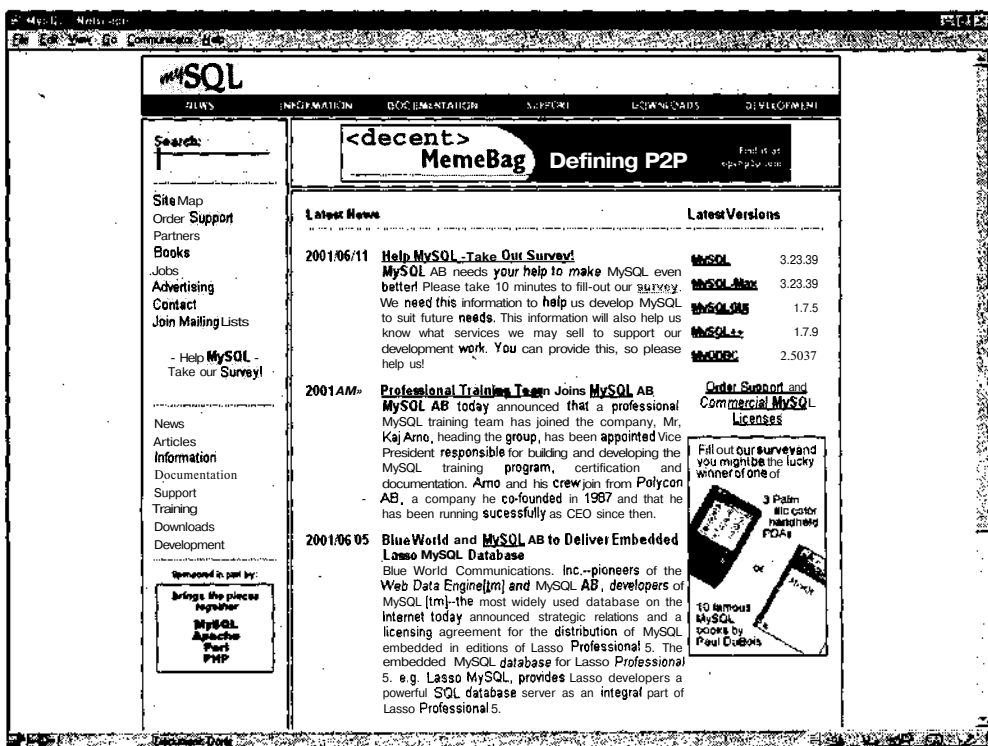 MySQL - Netscape
File Edit View Go Communicator Help
mySQL
NEWS INFORMATION DOCUMENTATION SUPPORT DOWNLOADS DEVELOPMENT
Search:
<decent>
MemeBag
Defining P2P
Find it at
Site Map
Order Support
Partners
Books
Jobs
Advertising
Contact
Join Mailing Lists
- Help MySQL -
Take our Survey!
News
Articles
Information
Documentation
Support
Training
Downloads
Development
Sponsored in part by:
Brings the pieces
together
MySQL
Apache
Perl
PHP
Latest News
2001/06/11 Help MySQL -Take Our Survey!
MySQL AB needs your help to make MySQL even
better! Please take 10 minutes to fill-out our survey.
We need this information to help us develop MySQL
to suit future needs. This information will also help us
know what services we may sell to support our
development work. You can provide this, so please
help us!
2001AM» Professional Training Team Joins MySQL AB
MySQL AB today announced that a professional
MySQL training team has joined the company, Mr,
Kaj Arno, heading the group, has been appointed Vice
President responsible for building and developing the
MySQL training program, certification and
documentation. Arno and his crew join from Polycon
AB, a company he co-founded in 1987 and that he
has been running sucessfully as CEO since then.
2001/06 05 Blue World and MySQL AB to Deliver Embedded
Lasso MySQL Database
Blue World Communications. Inc.--pioneers of the
Web Data Engine[tm] and MySQL AB, developers of
MySQL [tm]--the most widely used database on the
Internet today announced strategic relations and a
licensing agreement for the distribution of MySQL
embedded in editions of Lasso Professional 5. The
embedded MySQL database for Lasso Professional
5. e.g. Lasso MySQL, provides Lasso developers a
powerful SQL database server as an integral part of
Lasso Professional 5.
Latest Versions
MySQL 3.23.39
MySQL-Max 3.23.39
MySQLGUI 1.7.5
MySQL++ 1.7.9
MyODBC 2.5037
Order Support and
Commercial MySQL
Licenses
Fill out our survey and
you might be the lucky
winner of one of
3 Palm
IIIc color
handheld
PDAs
or
10 famous
MySQL
books by
Paul DuBois
Document: Done